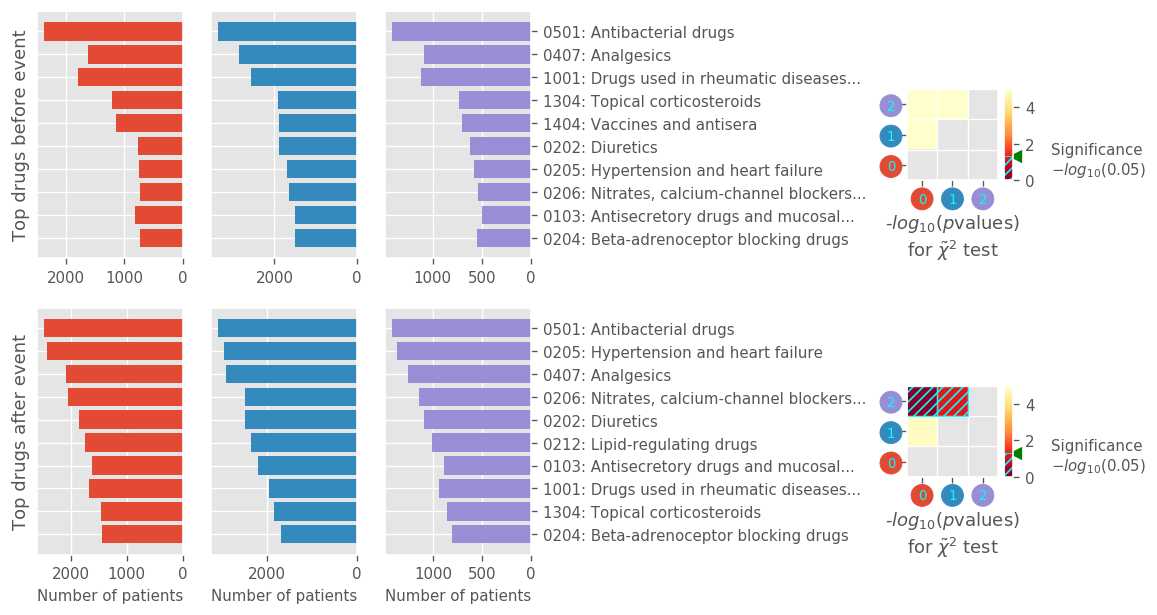 Top drugs before event
0501: Antibacterial drugs
0407: Analgesics
1001: Drugs used in rheumatic diseases...
1304: Topical corticosteroids
1404: Vaccines and antisera
0202: Diuretics
0205: Hypertension and heart failure
0206: Nitrates, calcium-channel blockers...
0103: Antisecretory drugs and mucosal...
0204: Beta-adrenoceptor blocking drugs
2000 1000 0
2000 0
1000 500 0
2
1
0
0 1 2
4
2
0
Significance
−log₁₀(0.05)
-log₁₀(pvalues)
for χ̃² test
Top drugs after event
0501: Antibacterial drugs
0205: Hypertension and heart failure
0407: Analgesics
0206: Nitrates, calcium-channel blockers...
0202: Diuretics
0212: Lipid-regulating drugs
0103: Antisecretory drugs and mucosal...
1001: Drugs used in rheumatic diseases...
1304: Topical corticosteroids
0204: Beta-adrenoceptor blocking drugs
2000 1000 0
2000 0
1000 500 0
Number of patients
Number of patients
Number of patients
2
1
0
0 1 2
4
2
0
Significance
−log₁₀(0.05)
-log₁₀(pvalues)
for χ̃² test